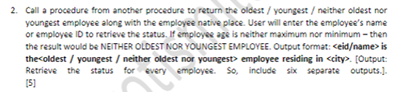 2. Call a procedure from another procedure to return the oldest / youngest / neither oldest nor
youngest employee along with the employee native place. User will enter the employee's name
or employee ID to retrieve the status. If employee age is neither maximum nor minimum – then
the result would be NEITHER OLDEST NOR YOUNGEST EMPLOYEE. Output format: <eid/name> is
the<oldest / youngest / neither oldest nor youngest> employee residing in <city>. [Output:
Retrieve the status for every employee. So, include six separate outputs.].
[5]